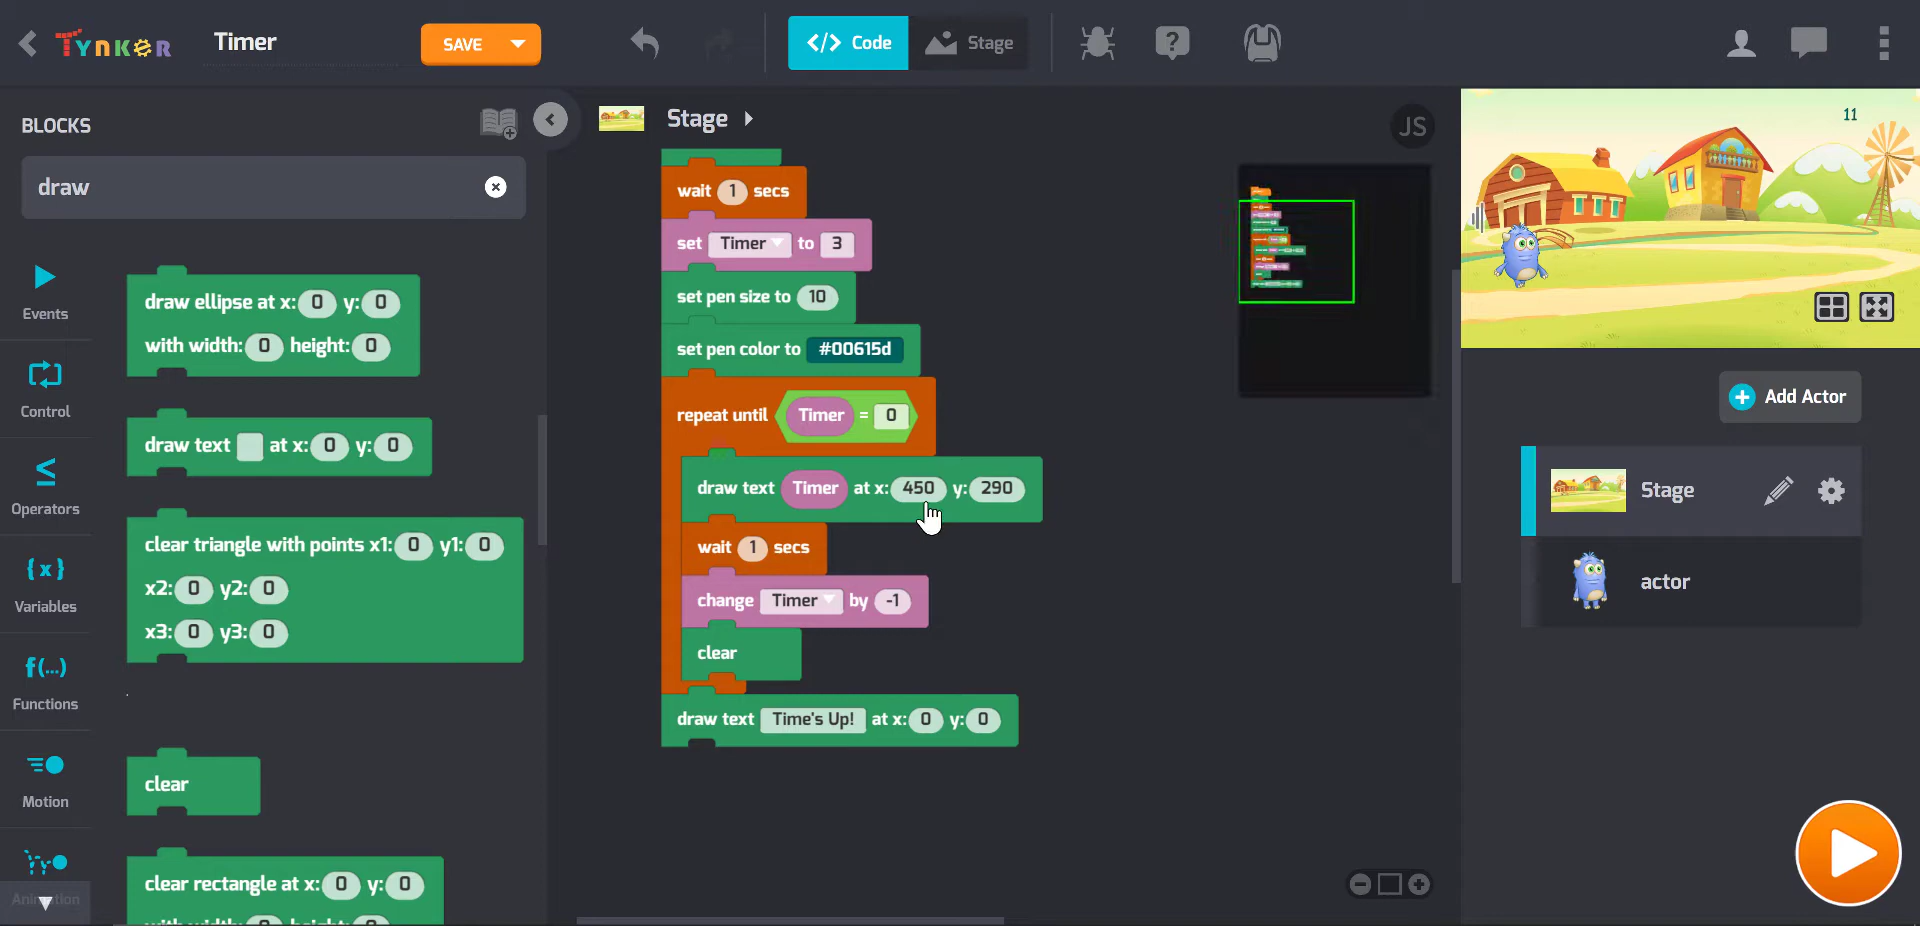 TYNKER
Timer
SAVE
</> Code
Stage
?
BLOCKS
draw
Events
Control
Operators
{x}
Variables
f(...)
Functions
Motion
Animation
draw ellipse at x: 0 y: 0
with width: 0 height: 0
draw text at x: 0 y: 0
clear triangle with points x1: 0 y1: 0
x2: 0 y2: 0
x3: 0 y3: 0
clear
clear rectangle at x: 0 y: 0
Stage
JS
wait 1 secs
set Timer to 3
set pen size to 10
set pen color to #00615d
repeat until Timer = 0
draw text Timer at x: 450 y: 290
wait 1 secs
change Timer by -1
clear
draw text Time's Up! at x: 0 y: 0
11
Add Actor
Stage
actor